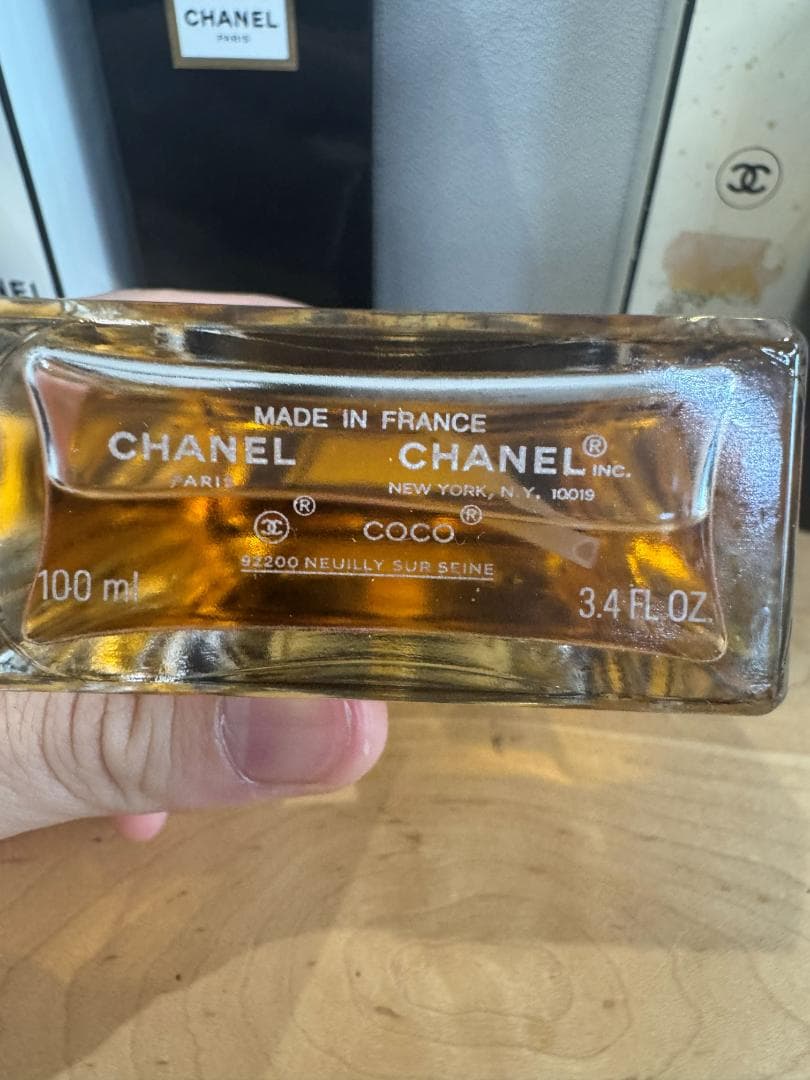 CHANEL
PARIS
MADE IN FRANCE
CHANEL CHANEL® INC.
PARIS NEW YORK, N.Y. 10019
® COCO®
92200 NEUILLY SUR SEINE
100 ml 3.4 FL OZ.